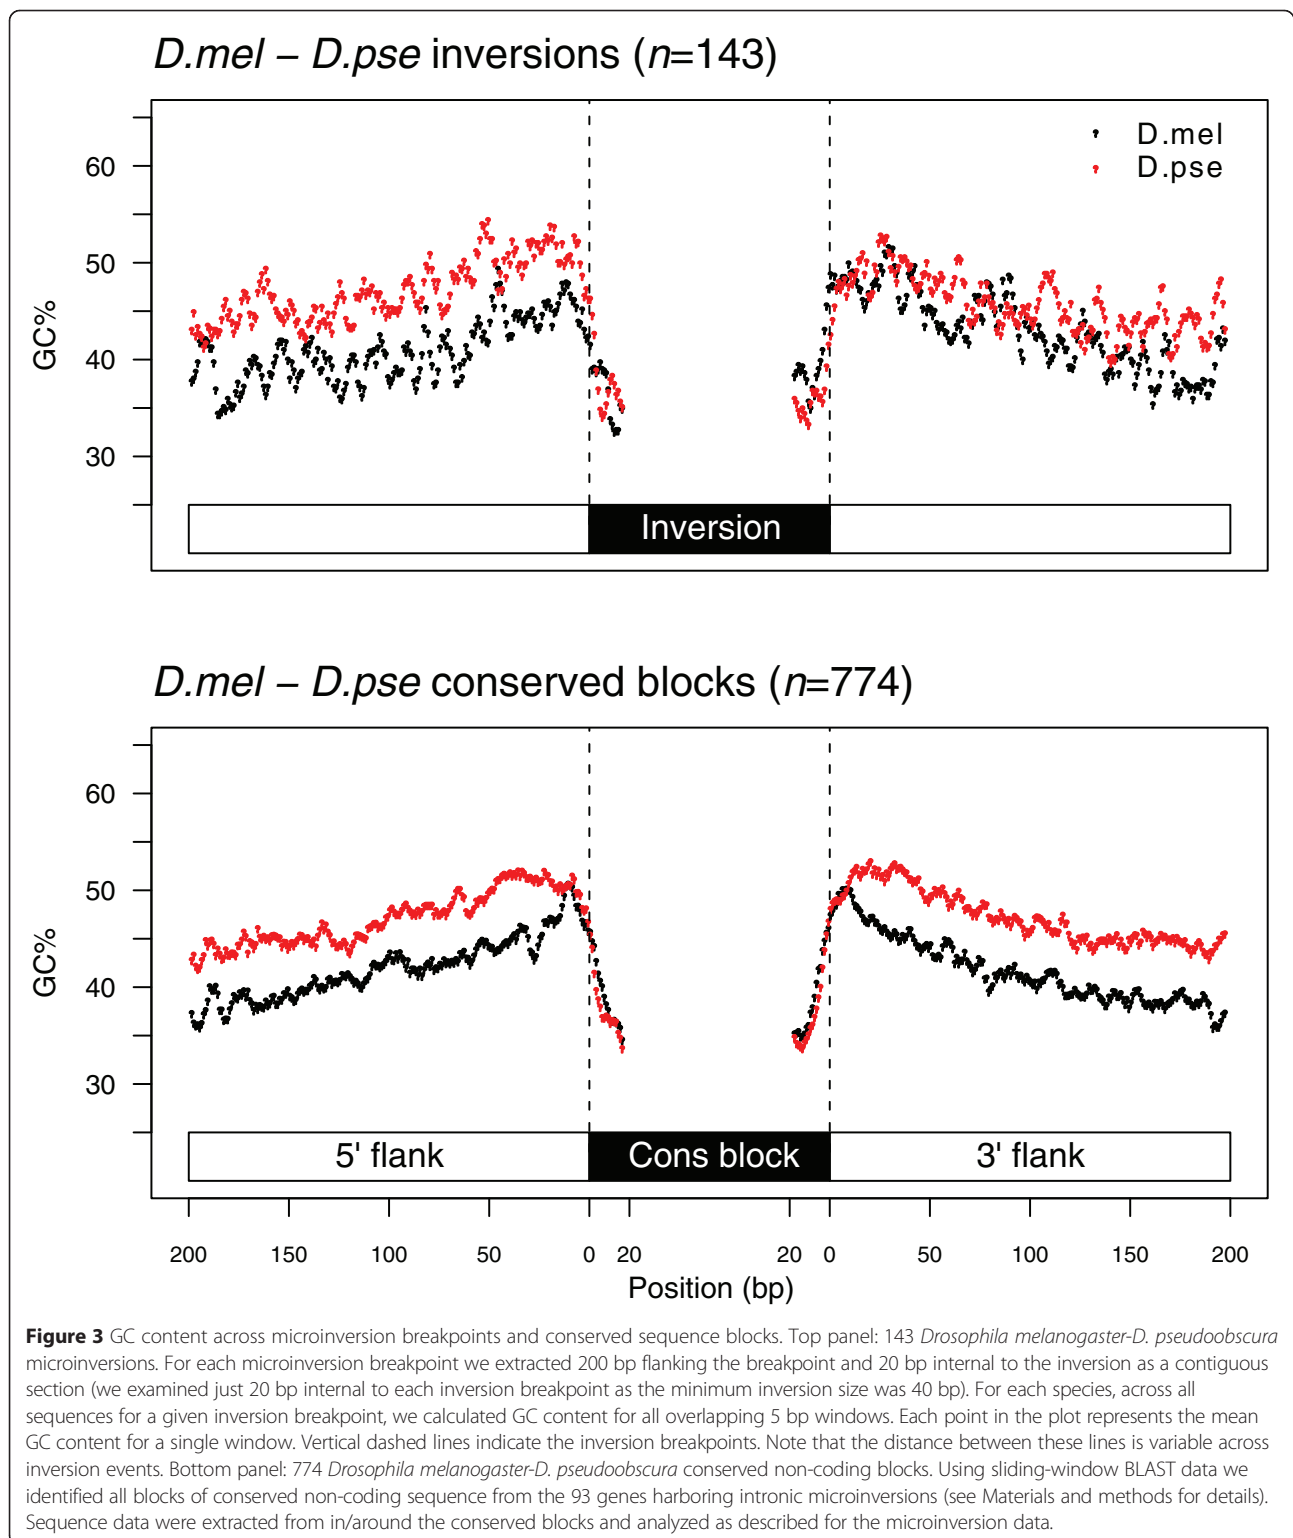 D.mel – D.pse inversions (n=143)
D.mel
D.pse
60
50
40
30
GC%
Inversion
D.mel – D.pse conserved blocks (n=774)
60
50
40
30
GC%
5' flank Cons block 3' flank
200 150 100 50 0 20 20 0 50 100 150 200
Position (bp)
Figure 3 GC content across microinversion breakpoints and conserved sequence blocks. Top panel: 143 Drosophila melanogaster-D. pseudoobscura
microinversions. For each microinversion breakpoint we extracted 200 bp flanking the breakpoint and 20 bp internal to the inversion as a contiguous
section (we examined just 20 bp internal to each inversion breakpoint as the minimum inversion size was 40 bp). For each species, across all
sequences for a given inversion breakpoint, we calculated GC content for all overlapping 5 bp windows. Each point in the plot represents the mean
GC content for a single window. Vertical dashed lines indicate the inversion breakpoints. Note that the distance between these lines is variable across
inversion events. Bottom panel: 774 Drosophila melanogaster-D. pseudoobscura conserved non-coding blocks. Using sliding-window BLAST data we
identified all blocks of conserved non-coding sequence from the 93 genes harboring intronic microinversions (see Materials and methods for details).
Sequence data were extracted from in/around the conserved blocks and analyzed as described for the microinversion data.